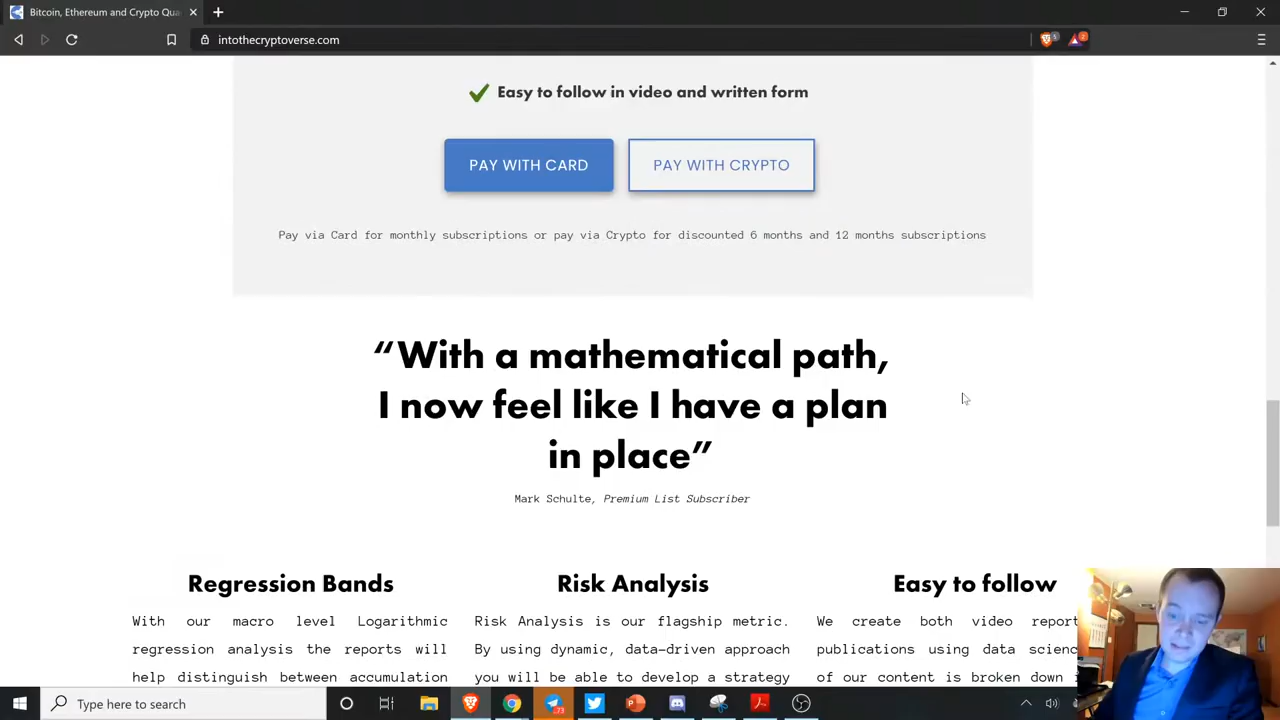 Bitcoin, Ethereum and Crypto Qua
intothecryptoverse.com
5
2
Easy to follow in video and written form
PAY WITH CARD
PAY WITH CRYPTO
Pay via Card for monthly subscriptions or pay via Crypto for discounted 6 months and 12 months subscriptions
“With a mathematical path,
I now feel like I have a plan
in place”
Mark Schulte, Premium List Subscriber
Regression Bands
With our macro level Logarithmic
regression analysis the reports will
help distinguish between accumulation
Risk Analysis
Risk Analysis is our flagship metric.
By using dynamic, data-driven approach
you will be able to develop a strategy
Easy to follow
We create both video report
publications using data scienc
of our content is broken down i
Type here to search
73